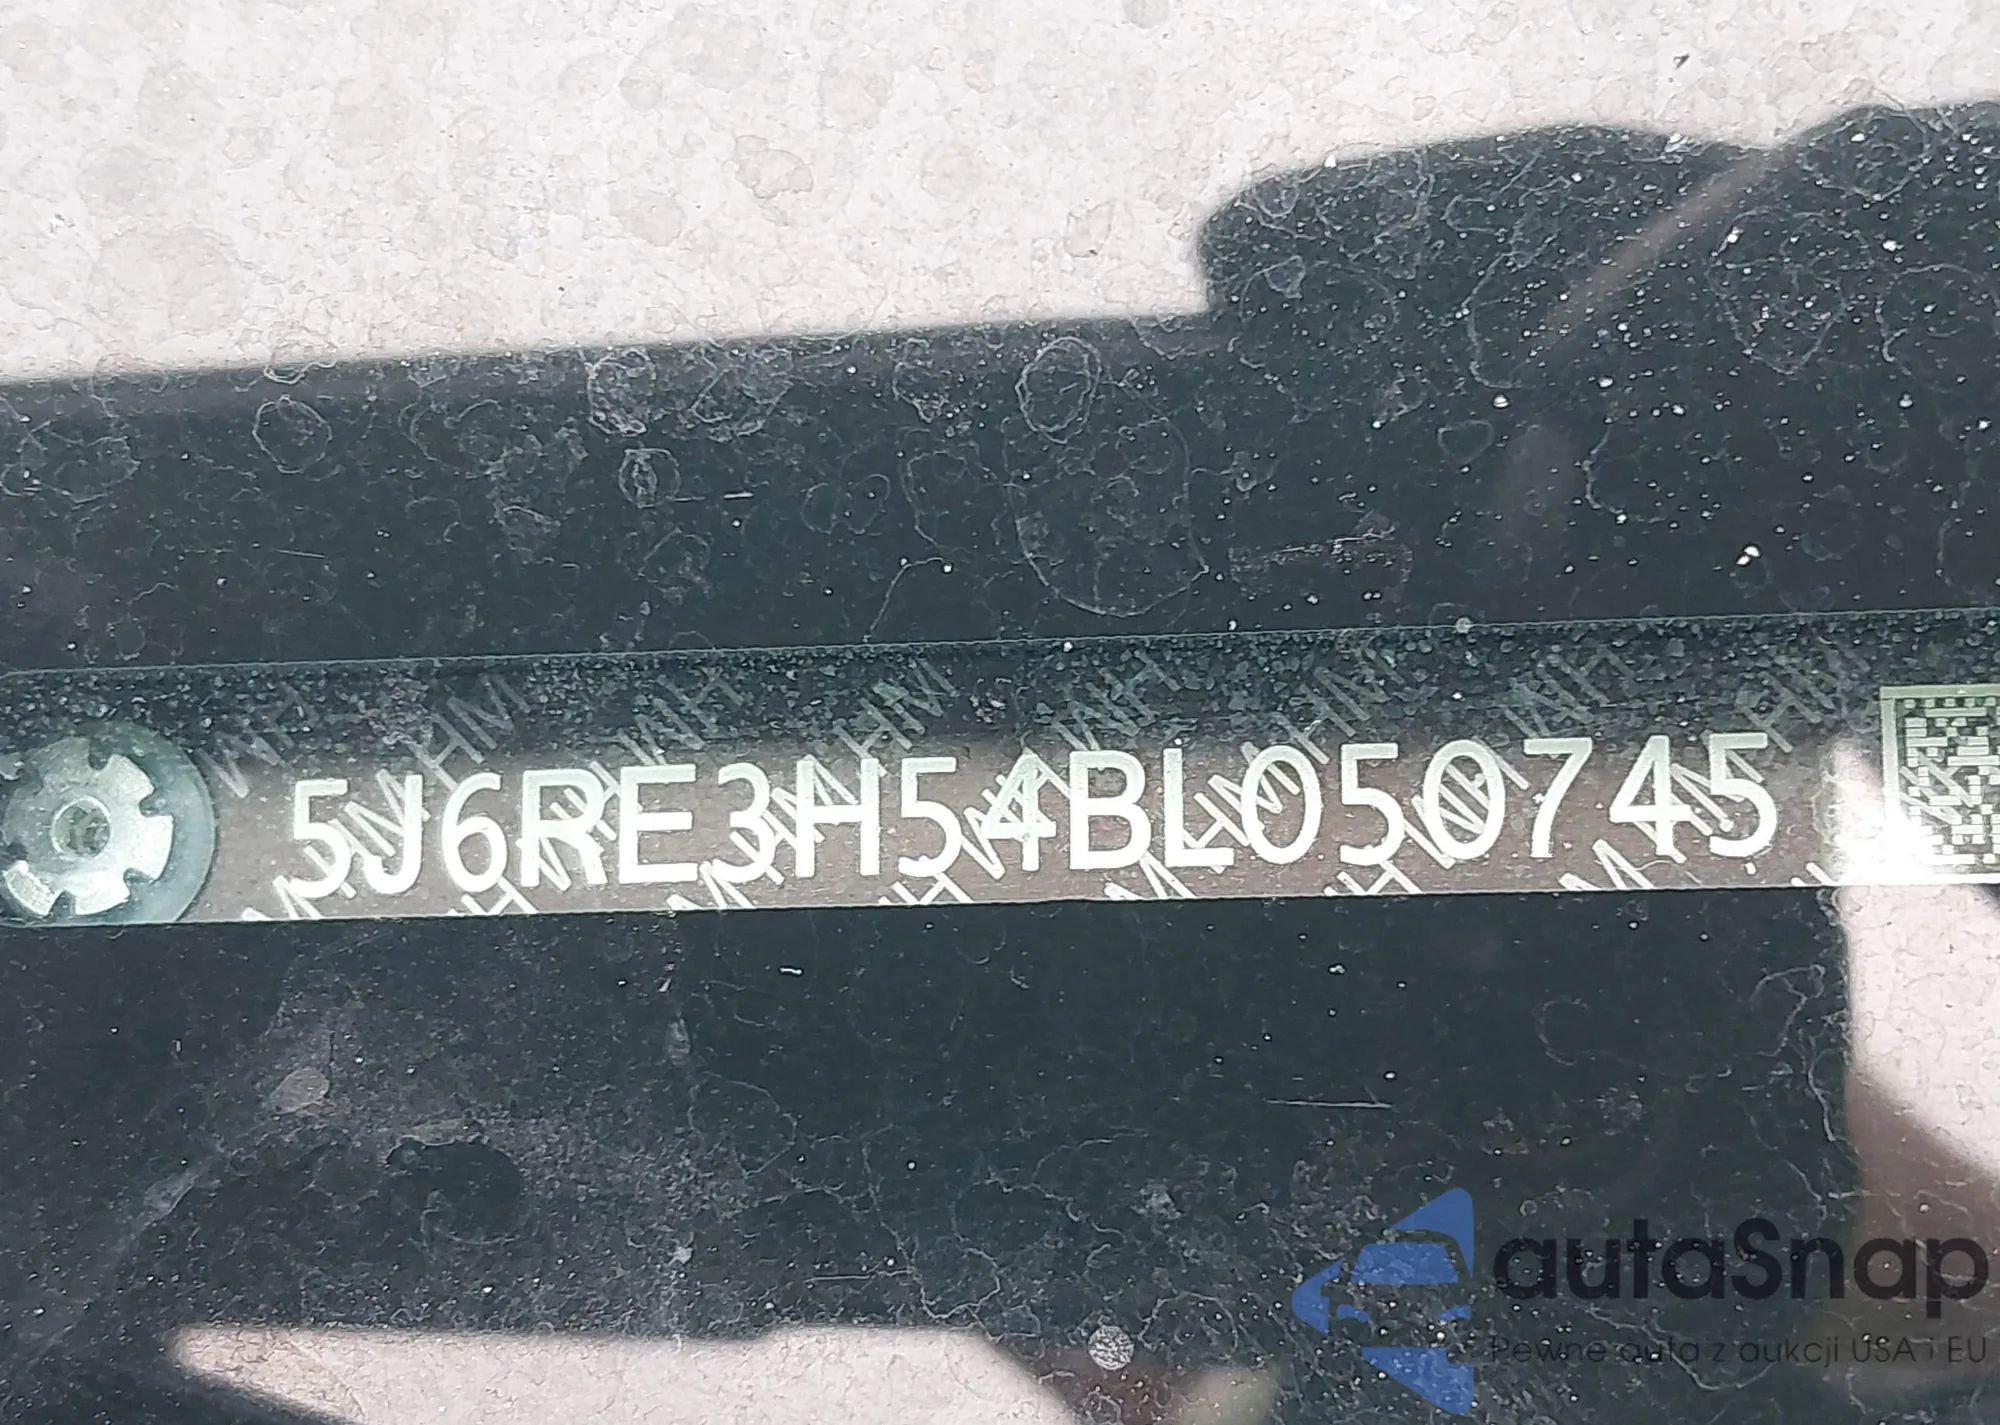 5J6RE3H54BL050745
autaSnap
Pewne auta z aukcji USA i EU